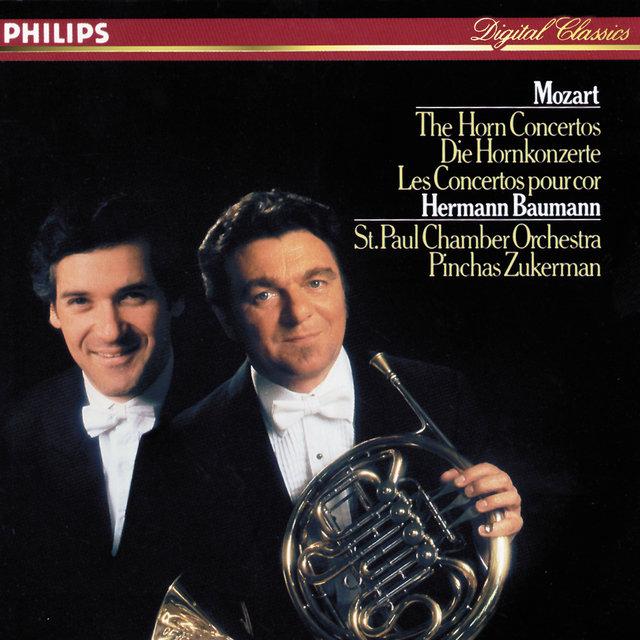 PHILIPS
Digital Classics
Mozart
The Horn Concertos
Die Hornkonzerte
Les Concertos pour cor
Hermann Baumann
St. Paul Chamber Orchestra
Pinchas Zukerman